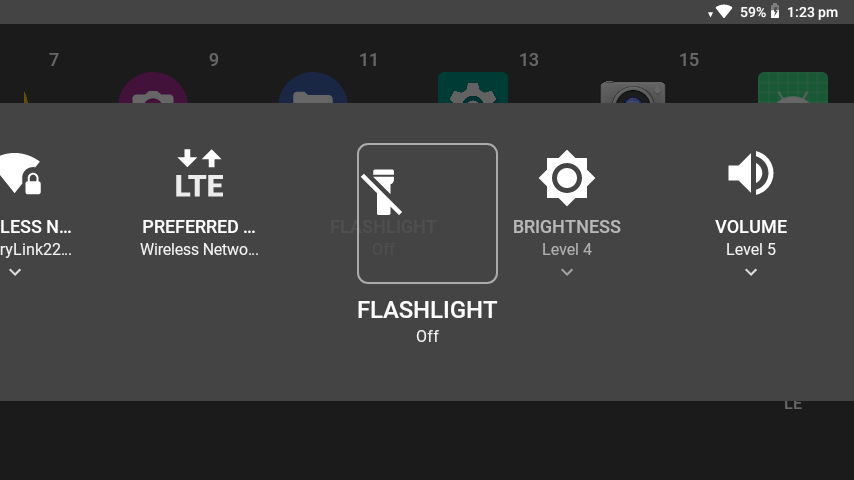 59% 1:23 pm
7 9 11 13 15
LESS N...
ryLink22...
LTE
PREFERRED ...
Wireless Netwo...
FLASHLIGHT
Off
FLASHLIGHT
Off
BRIGHTNESS
Level 4
VOLUME
Level 5
LE